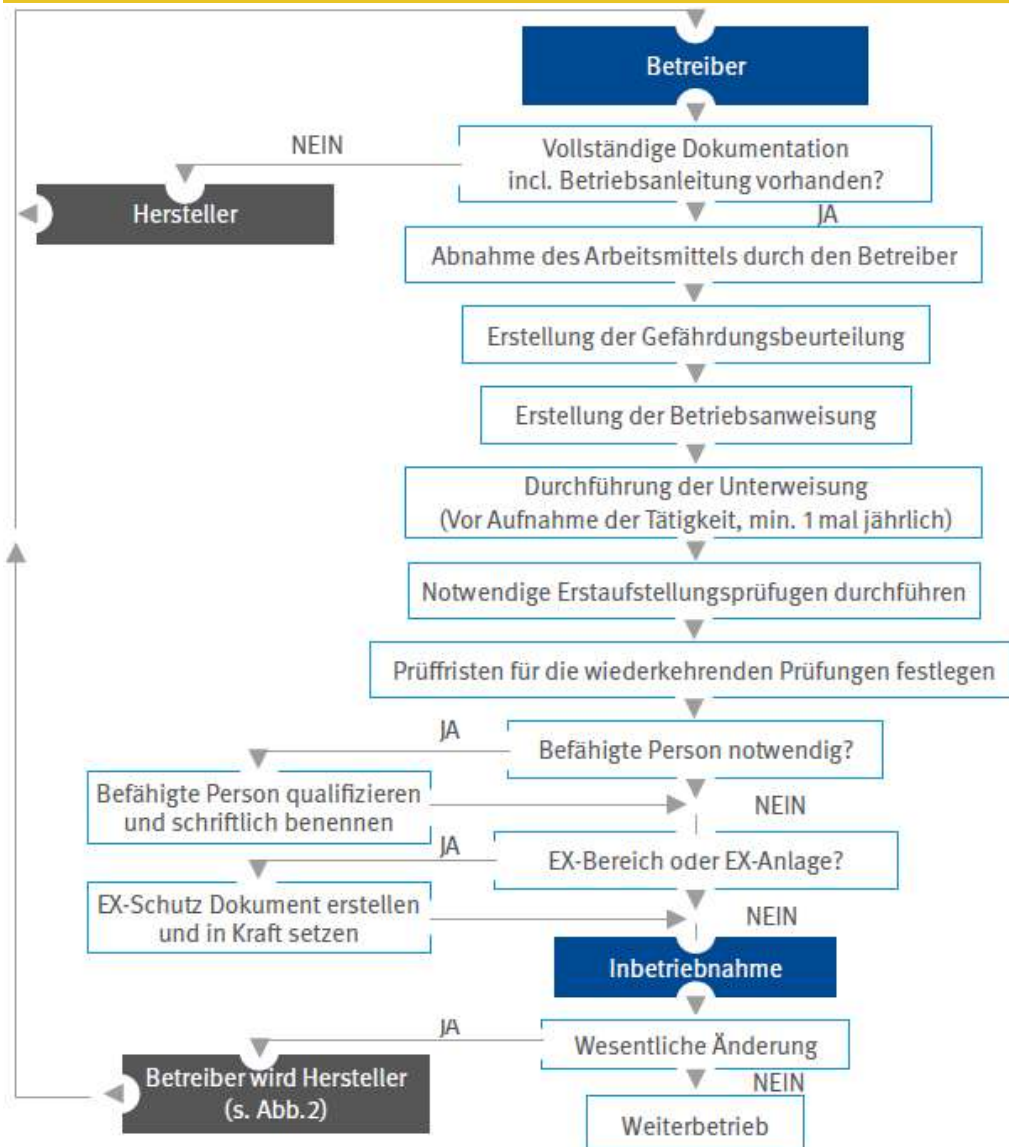 Betreiber
NEIN
Vollständige Dokumentation
incl. Betriebsanleitung vorhanden?
Hersteller
JA
Abnahme des Arbeitsmittels durch den Betreiber
Erstellung der Gefährdungsbeurteilung
Erstellung der Betriebsanweisung
Durchführung der Unterweisung
(Vor Aufnahme der Tätigkeit, min. 1 mal jährlich)
Notwendige Erstaufstellungsprüfugen durchführen
Prüffristen für die wiederkehrenden Prüfungen festlegen
JA
Befähigte Person notwendig?
Befähigte Person qualifizieren
und schriftlich benennen
NEIN
JA
EX-Bereich oder EX-Anlage?
EX-Schutz Dokument erstellen
und in Kraft setzen
NEIN
Inbetriebnahme
JA
Wesentliche Änderung
Betreiber wird Hersteller
(s. Abb.2)
NEIN
Weiterbetrieb